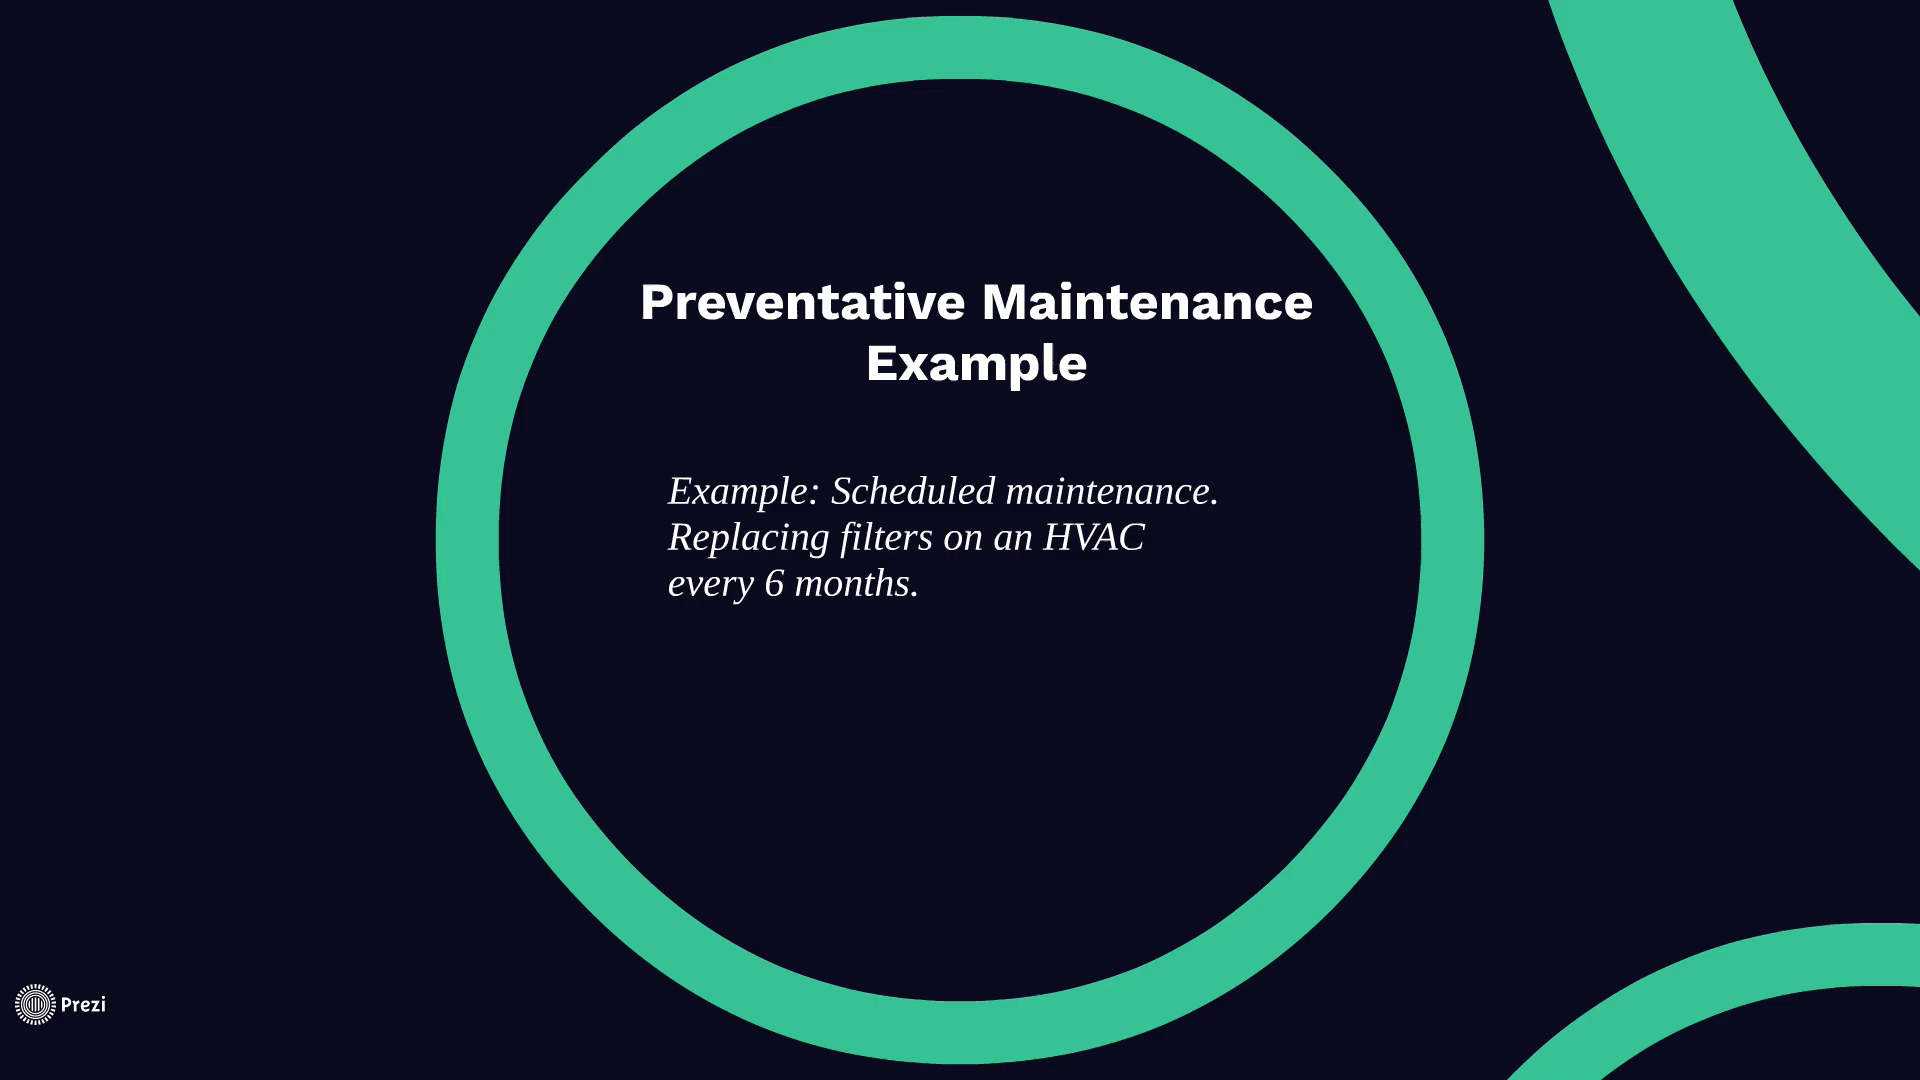 Preventative Maintenance
Example
Example: Scheduled maintenance.
Replacing filters on an HVAC
every 6 months.
Prezi